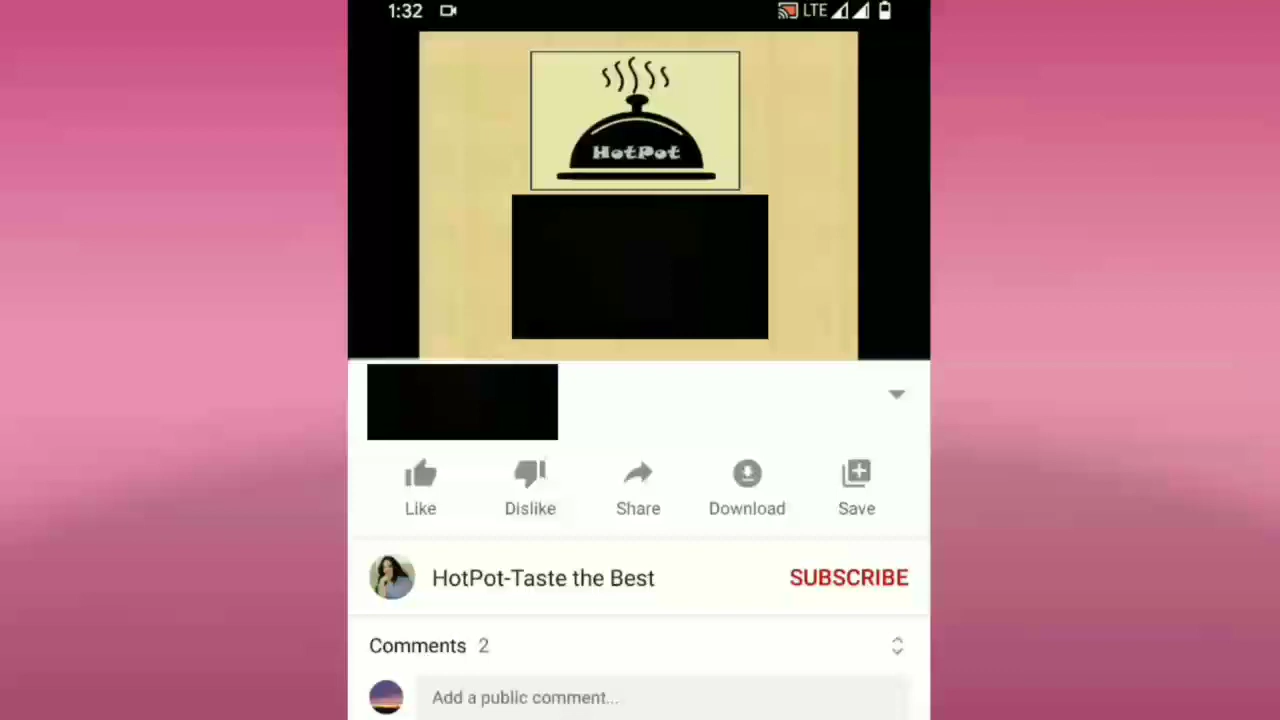 1:32
LTE
HotPot
Like
Dislike
Share
Download
Save
HotPot-Taste the Best
SUBSCRIBE
Comments 2
Add a public comment...